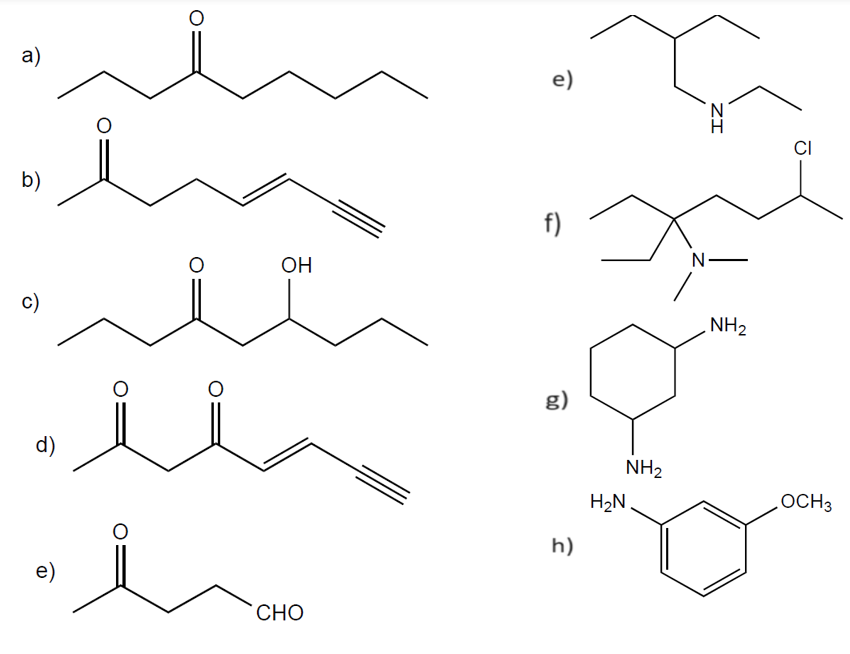 a)
O
b)
O
c)
O
OH
d)
O
O
e)
O
CHO
e)
N
H
f)
Cl
N
g)
NH2
NH2
h)
H2N
OCH3